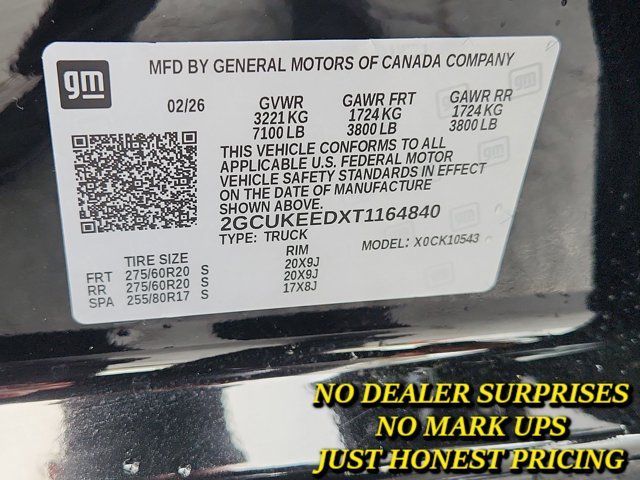 gm
MFD BY GENERAL MOTORS OF CANADA COMPANY
02/26 GVWR GAWR FRT GAWR RR
3221 KG 1724 KG 1724 KG
7100 LB 3800 LB 3800 LB
THIS VEHICLE CONFORMS TO ALL
APPLICABLE U.S. FEDERAL MOTOR
VEHICLE SAFETY STANDARDS IN EFFECT
ON THE DATE OF MANUFACTURE
SHOWN ABOVE.
2GCUKEEDXT1164840
TYPE: TRUCK MODEL: X0CK10543
TIRE SIZE RIM
FRT 275/60R20 S 20X9J
RR 275/60R20 S 20X9J
SPA 255/80R17 S 17X8J
NO DEALER SURPRISES
NO MARK UPS
JUST HONEST PRICING